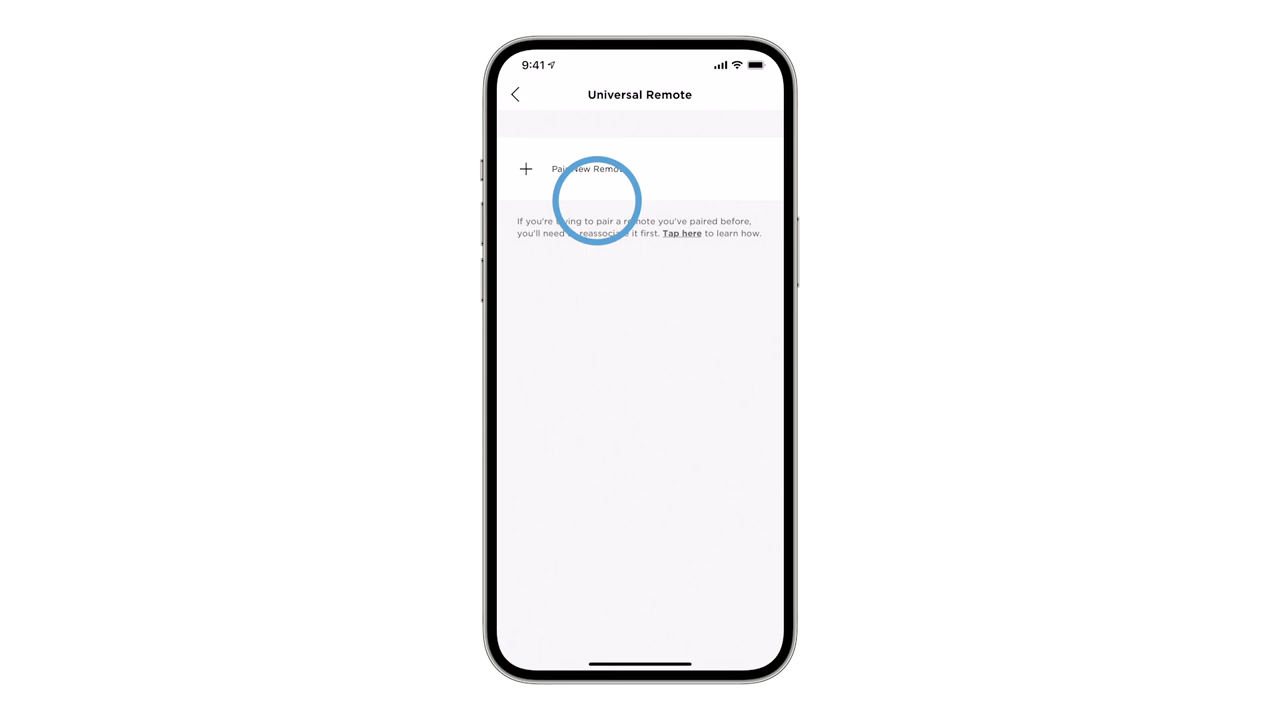 9:41
Universal Remote
Pair New Remote
If you're trying to pair a remote you've paired before,
you'll need to reassociate it first. Tap here to learn how.